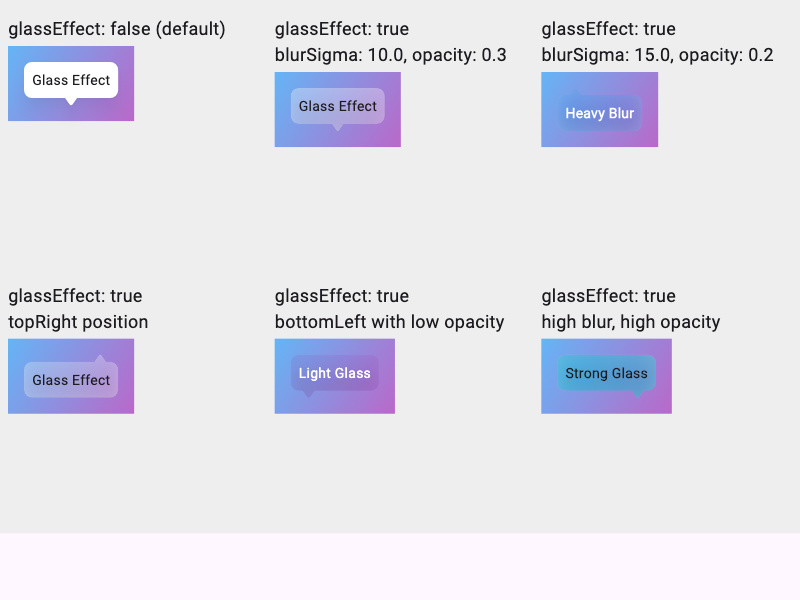 glassEffect: false (default)
Glass Effect
glassEffect: true
blurSigma: 10.0, opacity: 0.3
Glass Effect
glassEffect: true
blurSigma: 15.0, opacity: 0.2
Heavy Blur
glassEffect: true
topRight position
Glass Effect
glassEffect: true
bottomLeft with low opacity
Light Glass
glassEffect: true
high blur, high opacity
Strong Glass